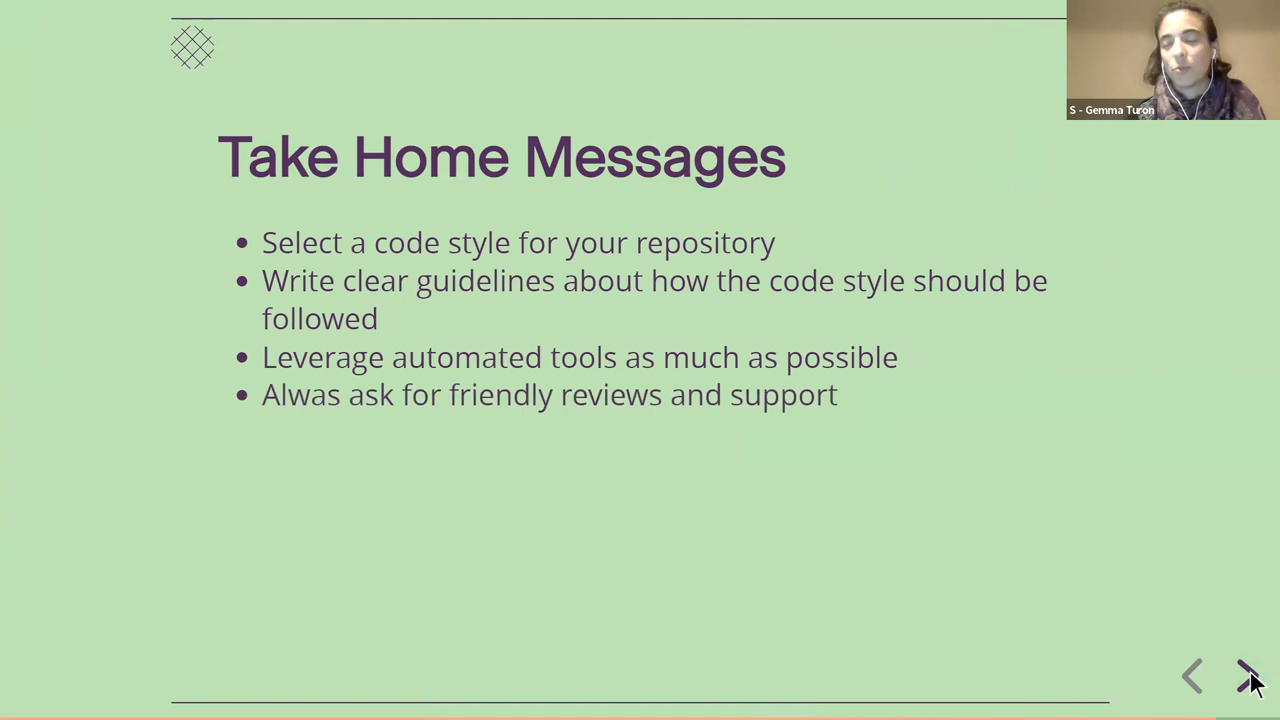 S - Gemma Turon
Take Home Messages
• Select a code style for your repository
• Write clear guidelines about how the code style should be
followed
• Leverage automated tools as much as possible
• Alwas ask for friendly reviews and support